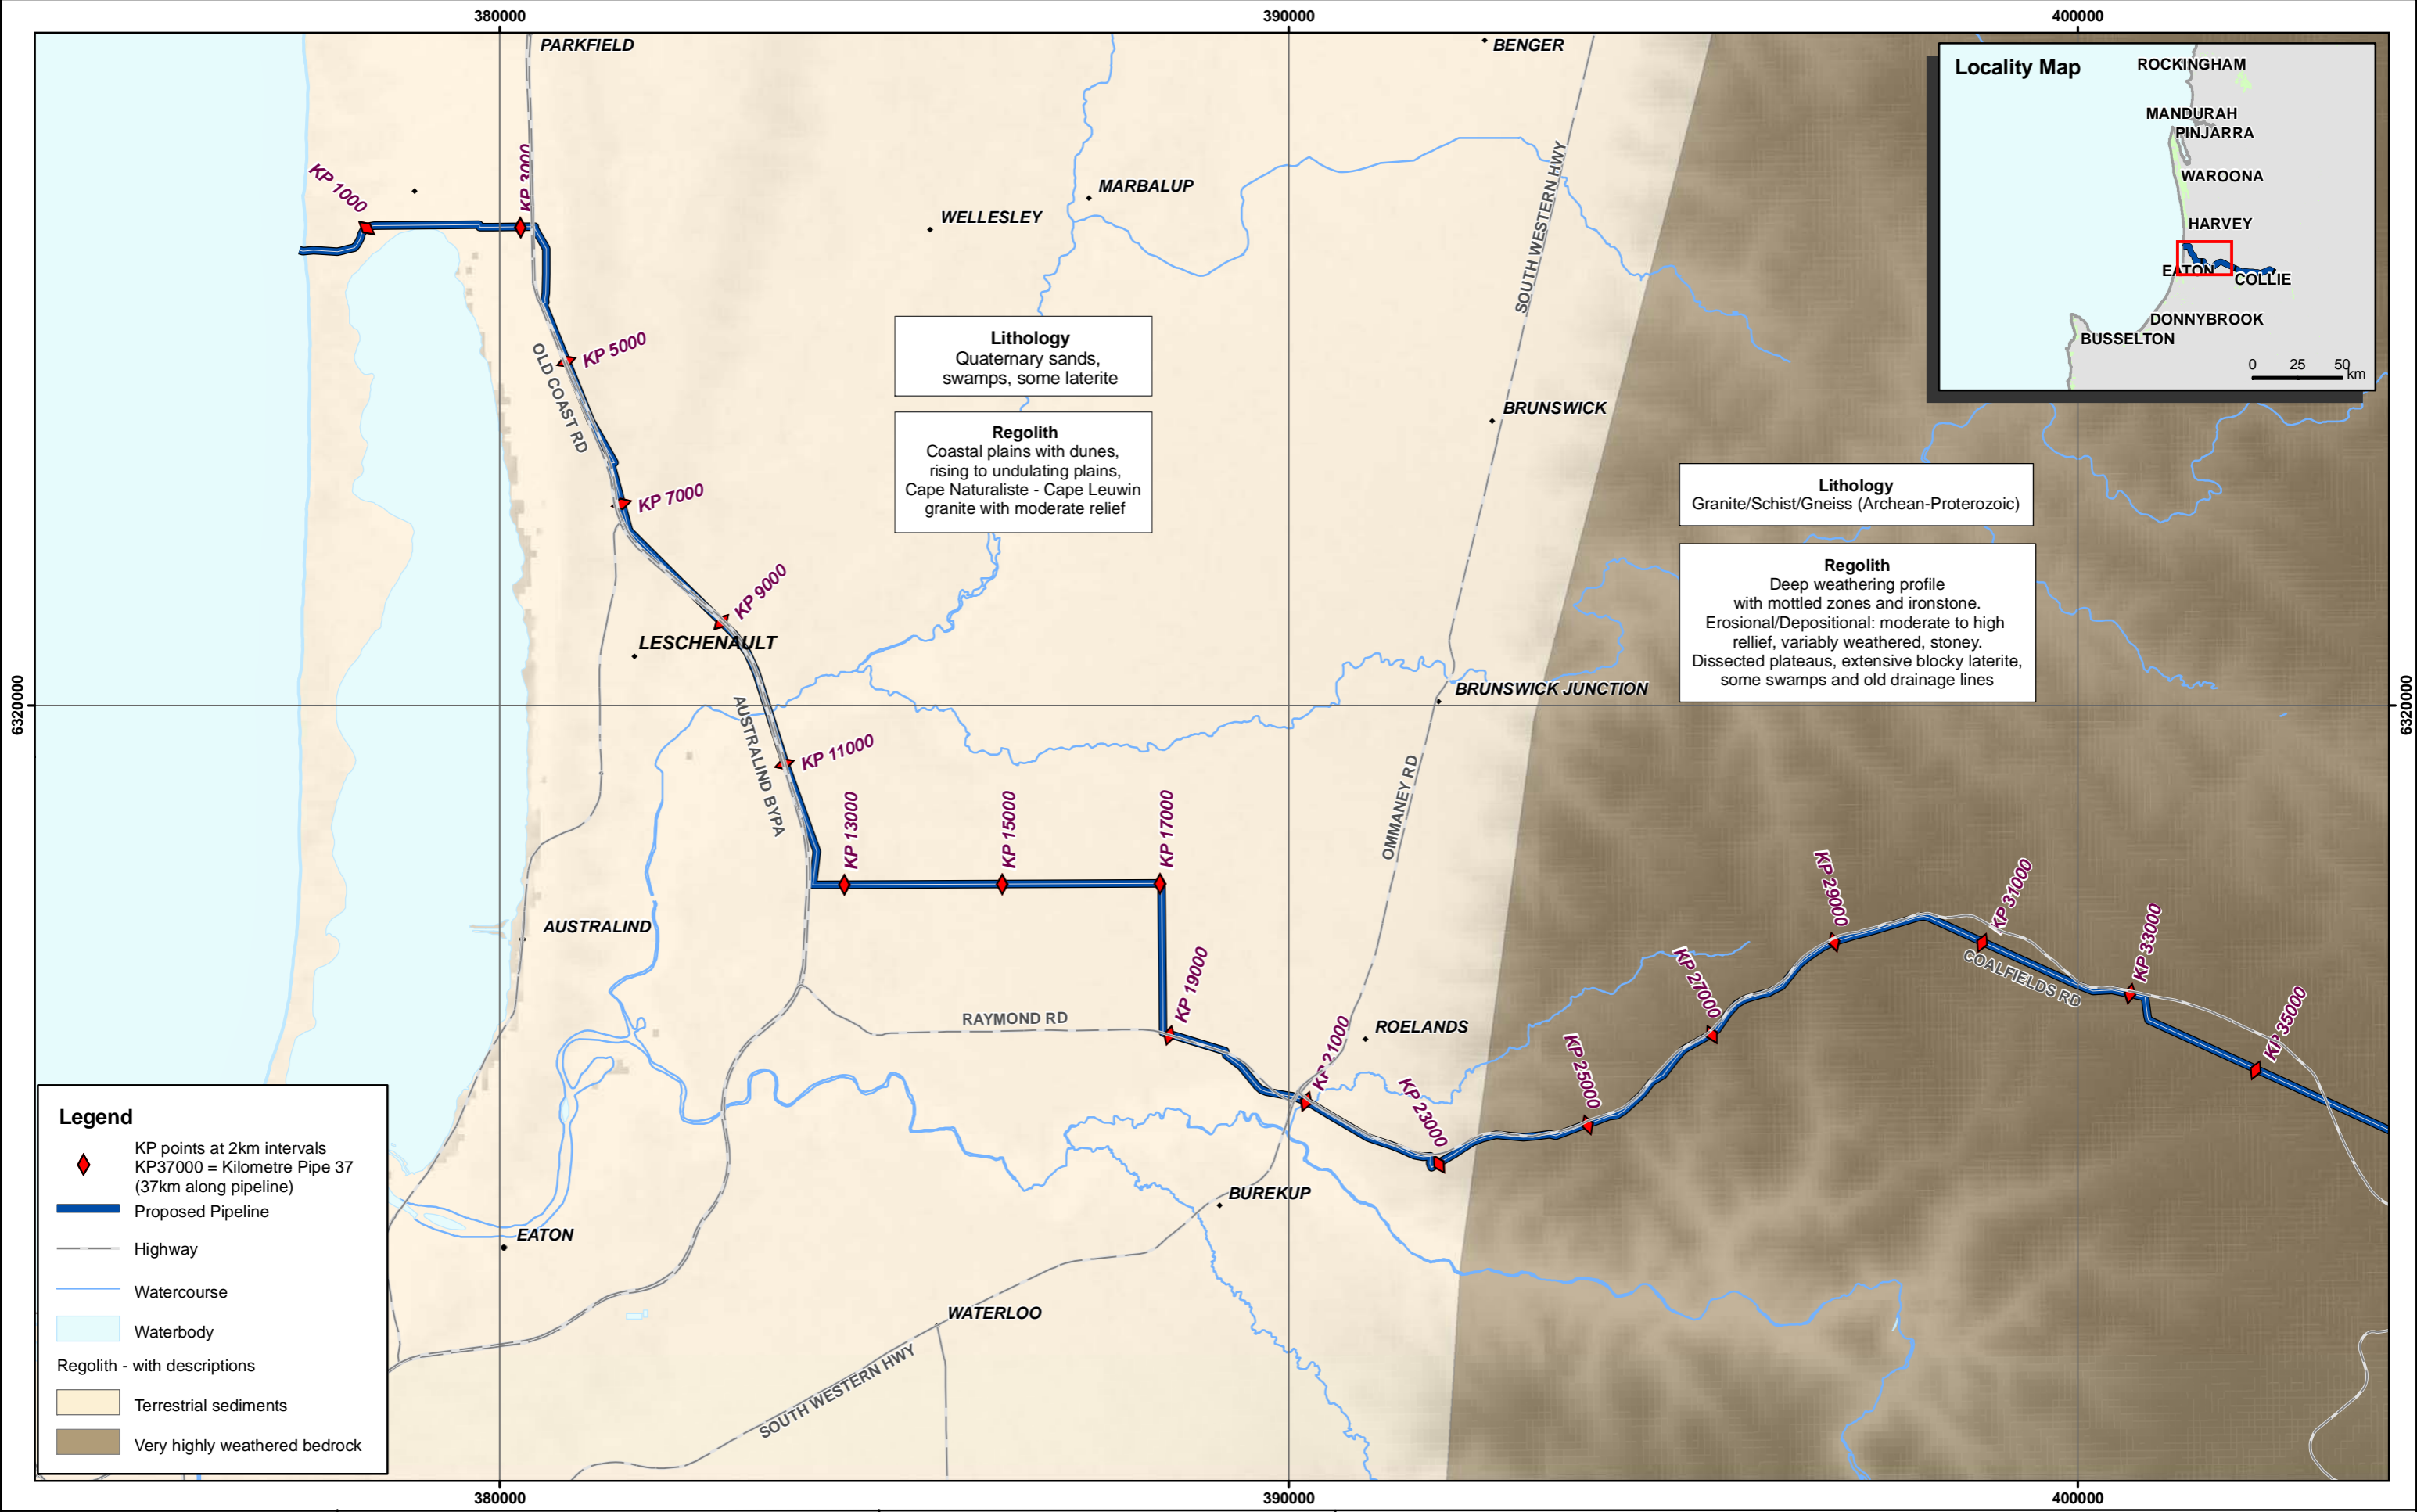 380000
390000
400000
PARKFIELD
BENGER
Locality Map
ROCKINGHAM
MANDURAH
PINJARRA
WAROONA
HARVEY
EATON
COLLIE
DONNYBROOK
BUSSELTON
0 25 50
km
KP 1000
KP 3000
MARBALUP
WELLESLEY
SOUTH WESTERN HWY
KP 5000
OLD COAST RD
Lithology
Quaternary sands,
swamps, some laterite
Regolith
Coastal plains with dunes,
rising to undulating plains,
Cape Naturaliste - Cape Leuwin
granite with moderate relief
BRUNSWICK
Lithology
Granite/Schist/Gneiss (Archean-Proterozoic)
Regolith
Deep weathering profile
with mottled zones and ironstone.
Erosional/Depositional: moderate to high
rellief, variably weathered, stoney.
Dissected plateaus, extensive blocky laterite,
some swamps and old drainage lines
KP 7000
KP 9000
LESCHENAULT
BRUNSWICK JUNCTION
6320000
6320000
AUSTRALIND BYPA
KP 11000
KP 13000
KP 15000
KP 17000
OMMANEY RD
KP 29000
KP 31000
KP 33000
AUSTRALIND
KP 19000
KP 27000
COALFIELDS RD
KP 35000
RAYMOND RD
ROELANDS
KP 21000
KP 25000
KP 23000
BUREKUP
EATON
WATERLOO
SOUTH WESTERN HWY
Legend
KP points at 2km intervals
KP37000 = Kilometre Pipe 37
(37km along pipeline)
Proposed Pipeline
Highway
Watercourse
Waterbody
Regolith - with descriptions
Terrestrial sediments
Very highly weathered bedrock
380000
390000
400000